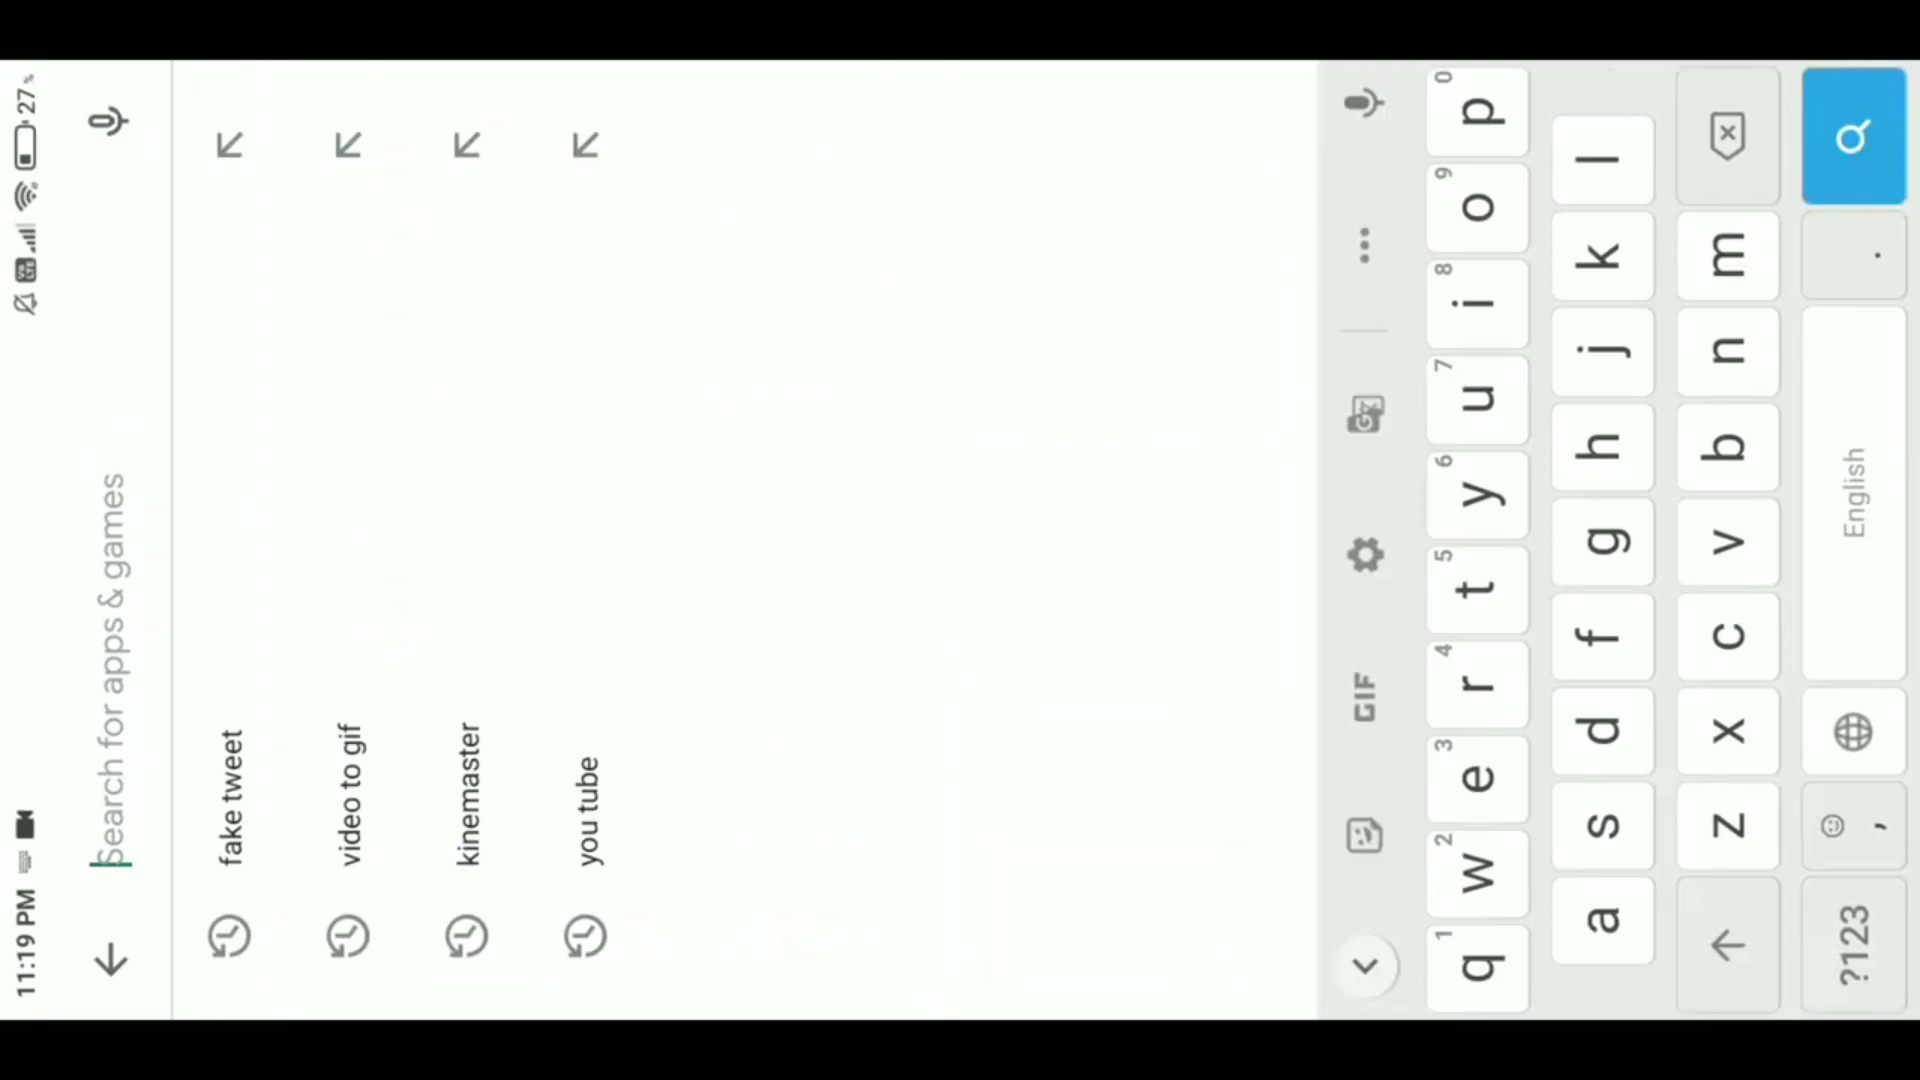 11:19 PM 27%
Search for apps & games
fake tweet
video to gif
kinemaster
you tube
GIF
q 1 w 2 e 3 r 4 t 5 y 6 u 7 i 8 o 9 p 0
a s d f g h j k l
z x c v b n m
?123 , English .